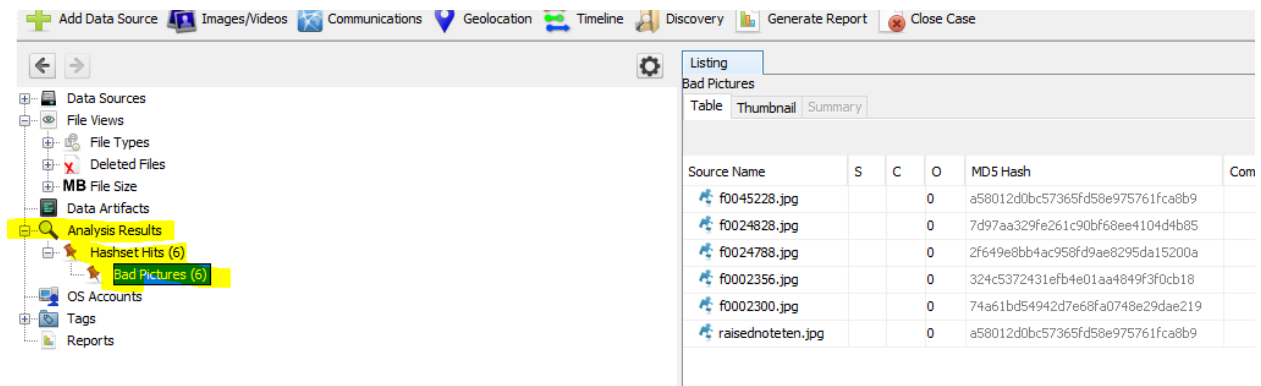 Add Data Source Images/Videos Communications Geolocation Timeline Discovery Generate Report Close Case
Data Sources
File Views
File Types
Deleted Files
MB File Size
Data Artifacts
Analysis Results
Hashset Hits (6)
Bad Pictures (6)
OS Accounts
Tags
Reports
Listing
Bad Pictures
Table Thumbnail Summary
Source Name S C O MD5 Hash Com
f0045228.jpg 0 a58012d0bc57365fd58e975761fca8b9
f0024828.jpg 0 7d97aa329fe261c90bf68ee4104d4b85
f0024788.jpg 0 2f649e8bb4ac958fd9ae8295da15200a
f0002356.jpg 0 324c5372431efb4e01aa4849f3f0cb18
f0002300.jpg 0 74a61bd54942d7e68fa0748e29dae219
raisednoteten.jpg 0 a58012d0bc57365fd58e975761fca8b9